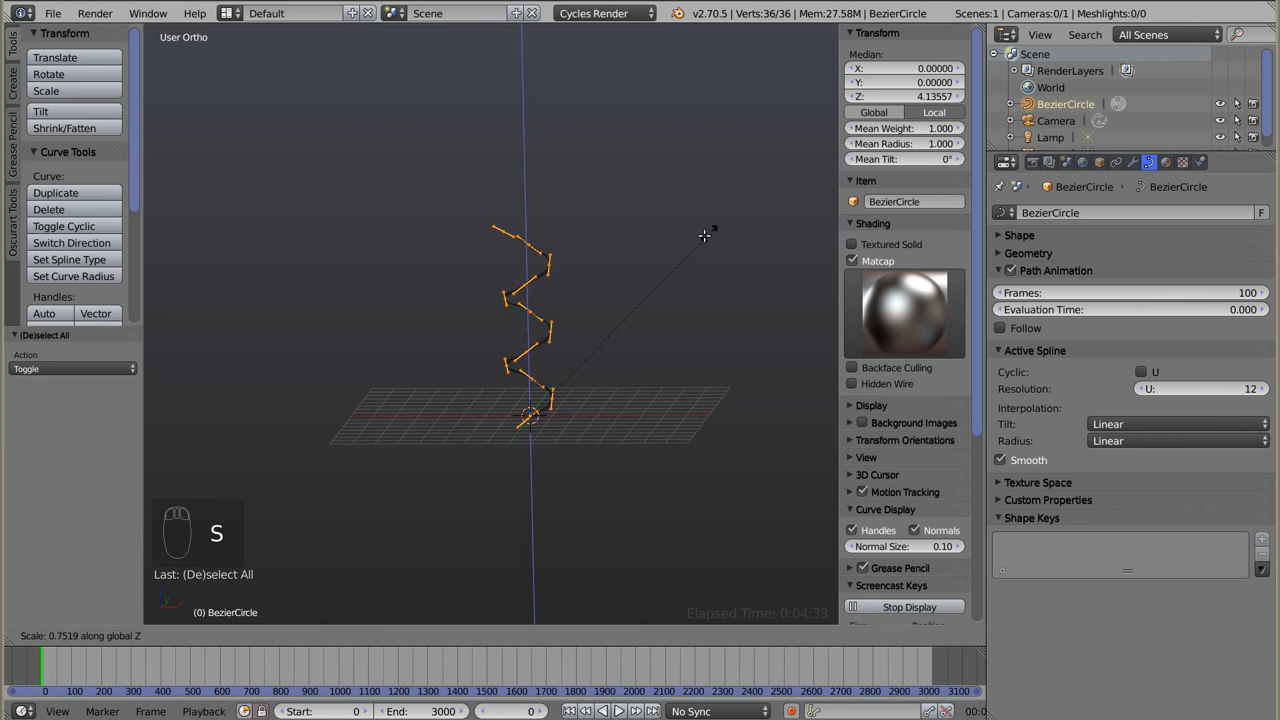 File Render Window Help Default Scene Cycles Render v2.70.5 | Verts:36/36 | Mem:27.58M | BezierCircle Scenes:1 | Cameras:0/1 | Meshlights:0/0
Tools
Create
Grease Pencil
Oscurart Tools
Transform
Translate
Rotate
Scale
Tilt
Shrink/Fatten
Curve Tools
Curve:
Duplicate
Delete
Toggle Cyclic
Switch Direction
Set Spline Type
Set Curve Radius
Handles:
Auto Vector
(De)select All
Action
Toggle
User Ortho
S
Last: (De)select All
(0) BezierCircle
Elapsed Time: 0:04:33
Scale: 0.7519 along global Z
Transform
Median:
X: 0.00000
Y: 0.00000
Z: 4.13557
Global Local
Mean Weight: 1.000
Mean Radius: 1.000
Mean Tilt: 0°
Item
BezierCircle
Shading
Textured Solid
Matcap
Backface Culling
Hidden Wire
Display
Background Images
Transform Orientations
View
3D Cursor
Motion Tracking
Curve Display
Handles Normals
Normal Size: 0.10
Grease Pencil
Screencast Keys
Stop Display
View Search All Scenes
Scene
RenderLayers
World
BezierCircle
Camera
Lamp
BezierCircle BezierCircle
BezierCircle F
Shape
Geometry
Path Animation
Frames: 100
Evaluation Time: 0.000
Follow
Active Spline
Cyclic: U
Resolution: U: 12
Interpolation:
Tilt: Linear
Radius: Linear
Smooth
Texture Space
Custom Properties
Shape Keys
0 100 200 300 400 500 600 700 800 900 1000 1100 1200 1300 1400 1500 1600 1700 1800 1900 2000 2100 2200 2300 2400 2500 2600 2700 2800 2900 3000 3100
View Marker Frame Playback Start: 0 End: 3000 0 No Sync